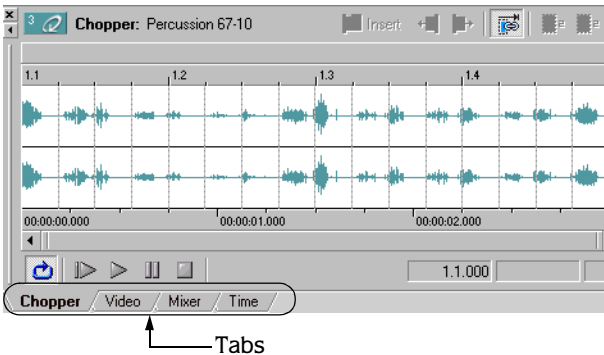 3 Chopper: Percussion 67-10 Insert
1.1 1.2 1.3 1.4
00:00:00.000 00:00:01.000 00:00:02.000
1.1.000
Chopper Video Mixer Time
Tabs